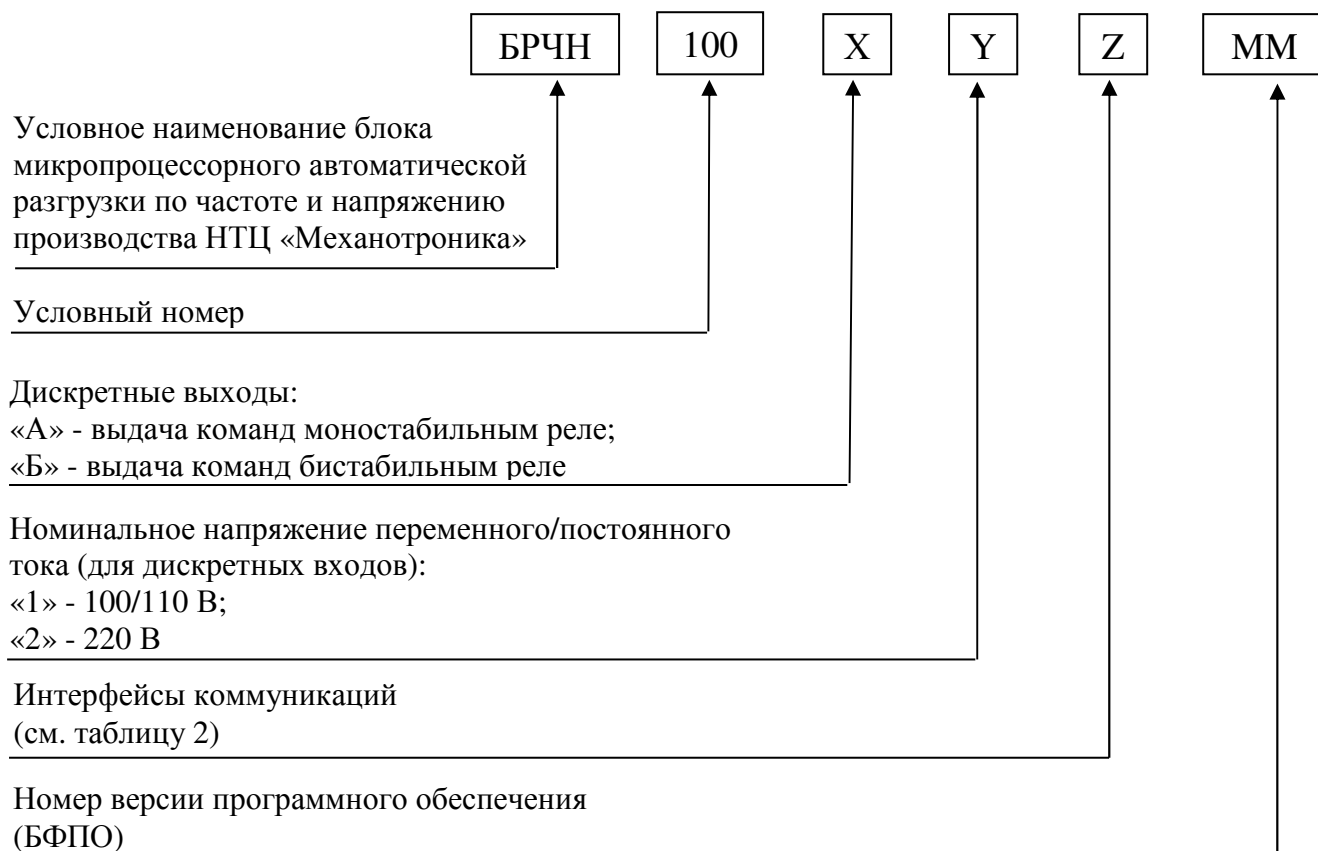 БРЧН 100 X Y Z ММ
Условное наименование блока
микропроцессорного автоматической
разгрузки по частоте и напряжению
производства НТЦ «Механотроника»
Условный номер
Дискретные выходы:
«А» - выдача команд моностабильным реле;
«Б» - выдача команд бистабильным реле
Номинальное напряжение переменного/постоянного
тока (для дискретных входов):
«1» - 100/110 В;
«2» - 220 В
Интерфейсы коммуникаций
(см. таблицу 2)
Номер версии программного обеспечения
(БФПО)